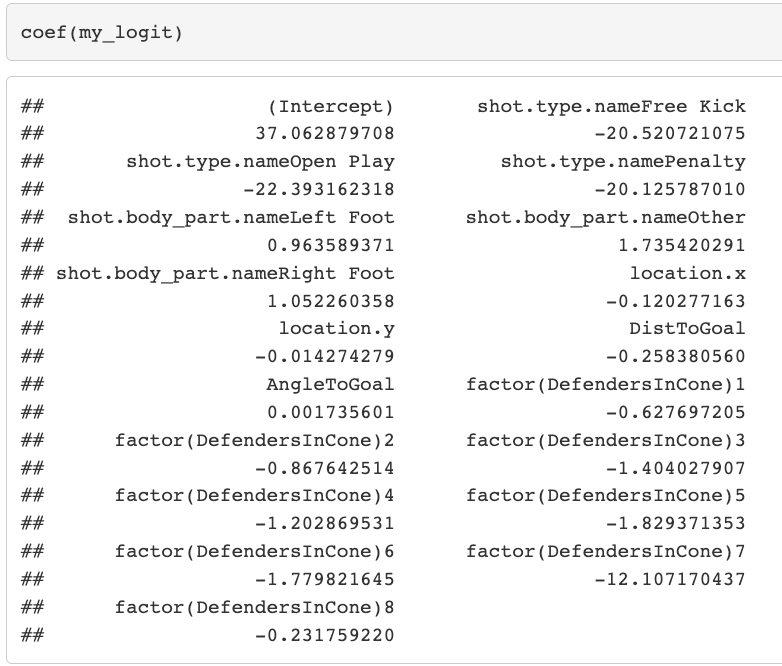 coef(my_logit)
## (Intercept) shot.type.nameFree Kick
## 37.062879708 -20.520721075
## shot.type.nameOpen Play shot.type.namePenalty
## -22.393162318 -20.125787010
## shot.body_part.nameLeft Foot shot.body_part.nameOther
## 0.963589371 1.735420291
## shot.body_part.nameRight Foot location.x
## 1.052260358 -0.120277163
## location.y DistToGoal
## -0.014274279 -0.258380560
## AngleToGoal factor(DefendersInCone)1
## 0.001735601 -0.627697205
## factor(DefendersInCone)2 factor(DefendersInCone)3
## -0.867642514 -1.404027907
## factor(DefendersInCone)4 factor(DefendersInCone)5
## -1.202869531 -1.829371353
## factor(DefendersInCone)6 factor(DefendersInCone)7
## -1.779821645 -12.107170437
## factor(DefendersInCone)8
## -0.231759220